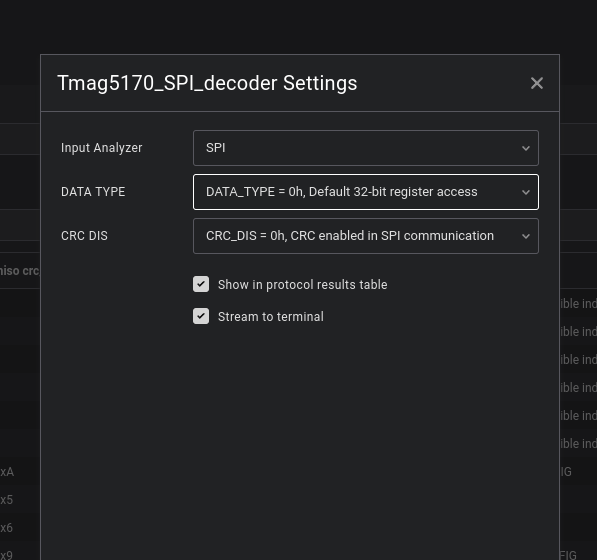 Tmag5170_SPI_decoder Settings
Input Analyzer SPI
DATA TYPE DATA_TYPE = 0h, Default 32-bit register access
CRC DIS CRC_DIS = 0h, CRC enabled in SPI communication
miso crc
Show in protocol results table
Stream to terminal
ible ind
ible ind
ible ind
ible ind
ible ind
ible ind
xA IG
x5
x6
x9 FIG